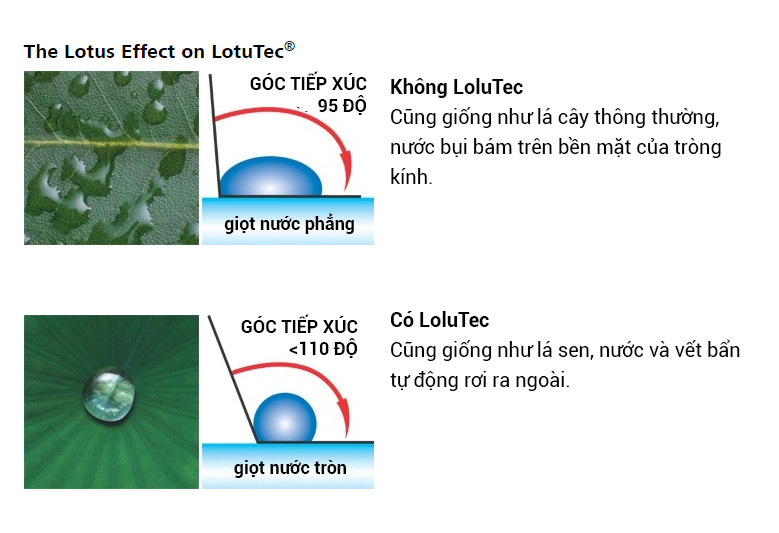 The Lotus Effect on LotuTec®
GÓC TIẾP XÚC
95 ĐỘ
giọt nước phẳng
Không LoluTec
Cũng giống như lá cây thông thường,
nước bụi bám trên bền mặt của tròng
kính.
GÓC TIẾP XÚC
<110 ĐỘ
giọt nước tròn
Có LoluTec
Cũng giống như lá sen, nước và vết bẩn
tự động rơi ra ngoài.